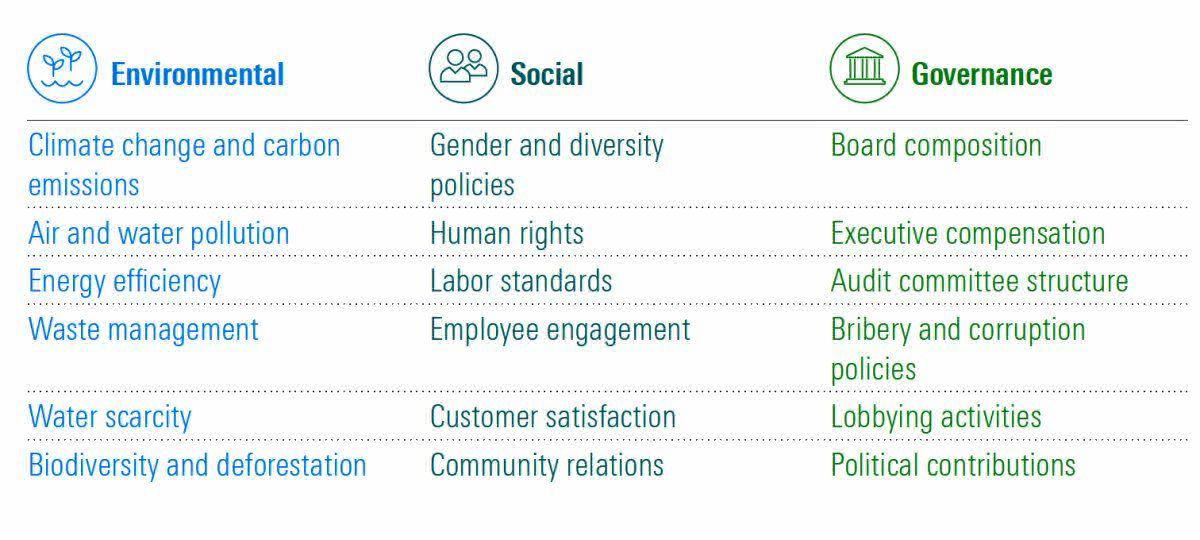 Environmental
Social
Governance
Climate change and carbon
emissions
Gender and diversity
policies
Board composition
Air and water pollution
Human rights
Executive compensation
Energy efficiency
Labor standards
Audit committee structure
Waste management
Employee engagement
Bribery and corruption
policies
Water scarcity
Customer satisfaction
Lobbying activities
Biodiversity and deforestation
Community relations
Political contributions